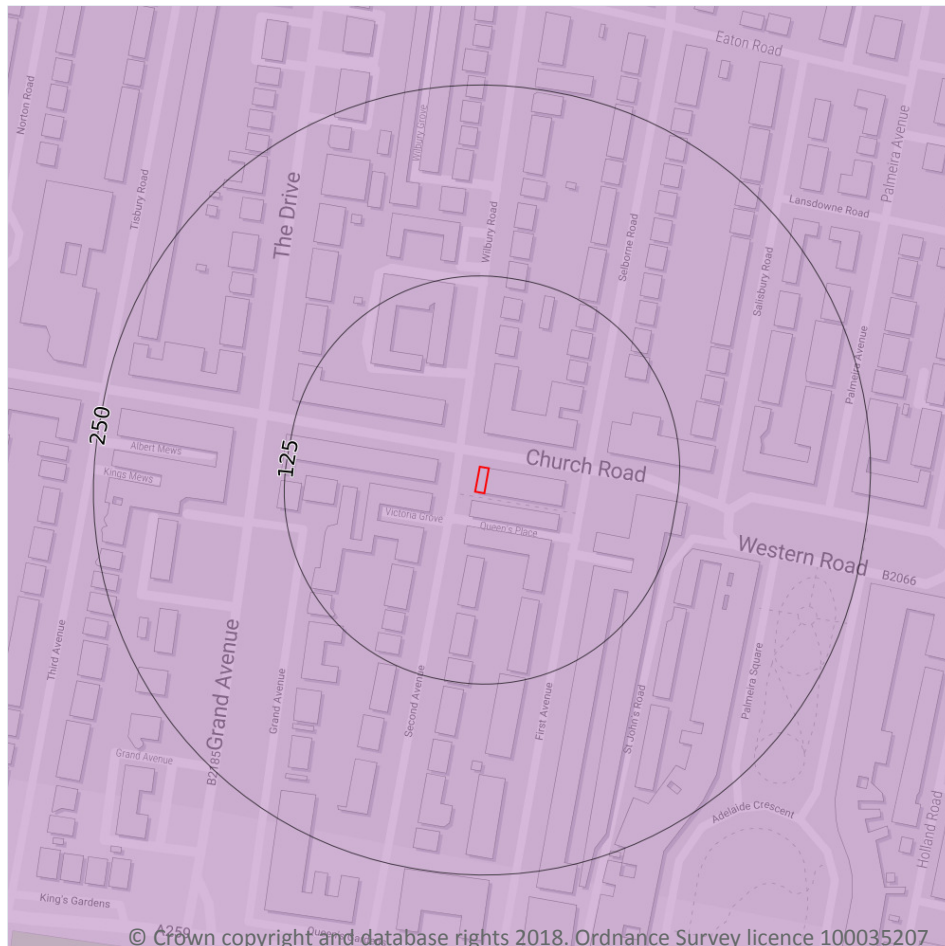 Eaton Road
Norton Road
Palmeira Avenue
Wilbury Grove
Tisbury Road
The Drive
Lansdowne Road
Wilbury Road
Selborne Road
Salisbury Road
Palmeira Avenue
250
125
Albert Mews
Kings Mews
Church Road
Victoria Grove
Queen's Place
Western Road
B2066
Third Avenue
Grand Avenue
Grand Avenue
Second Avenue
First Avenue
St John's Road
Palmeira Square
B2185
Grand Avenue
Adelaide Crescent
Holland Road
King's Gardens
A259
© Crown copyright and database rights 2018. Ordnance Survey licence 100035207